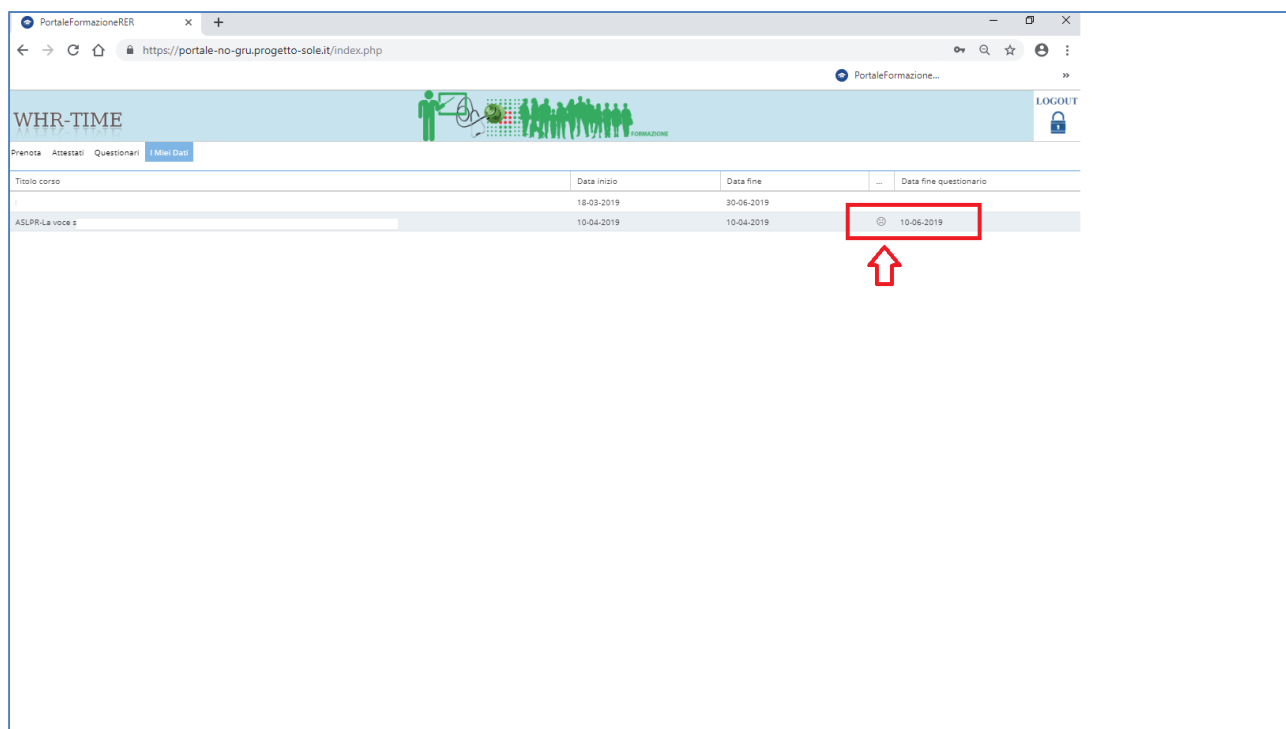 PortaleFormazioneRER
https://portale-no-gru.progetto-sole.it/index.php
PortaleFormazione... »
WHR-TIME FORMAZIONE LOGOUT
Prenota Attestati Questionari I Miei Dati
Titolo corso Data inizio Data fine ... Data fine questionario
18-03-2019 30-06-2019
ASLPR-La voce s 10-04-2019 10-04-2019 10-06-2019